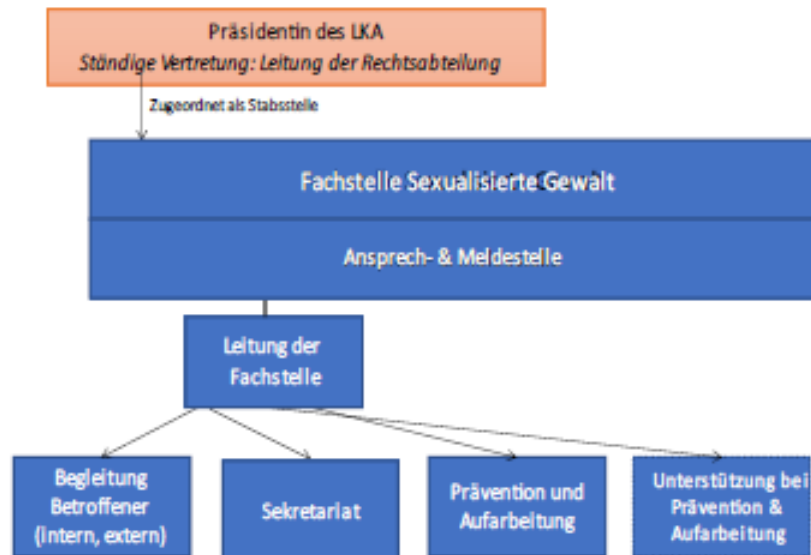 Präsidentin des LKA
Ständige Vertretung: Leitung der Rechtsabteilung
Zugeordnet als Stabsstelle
Fachstelle Sexualisierte Gewalt
Ansprech- & Meldestelle
Leitung der
Fachstelle
Begleitung
Betroffener
(intern, extern)
Sekretariat
Prävention und
Aufarbeitung
Unterstützung bei
Prävention &
Aufarbeitung